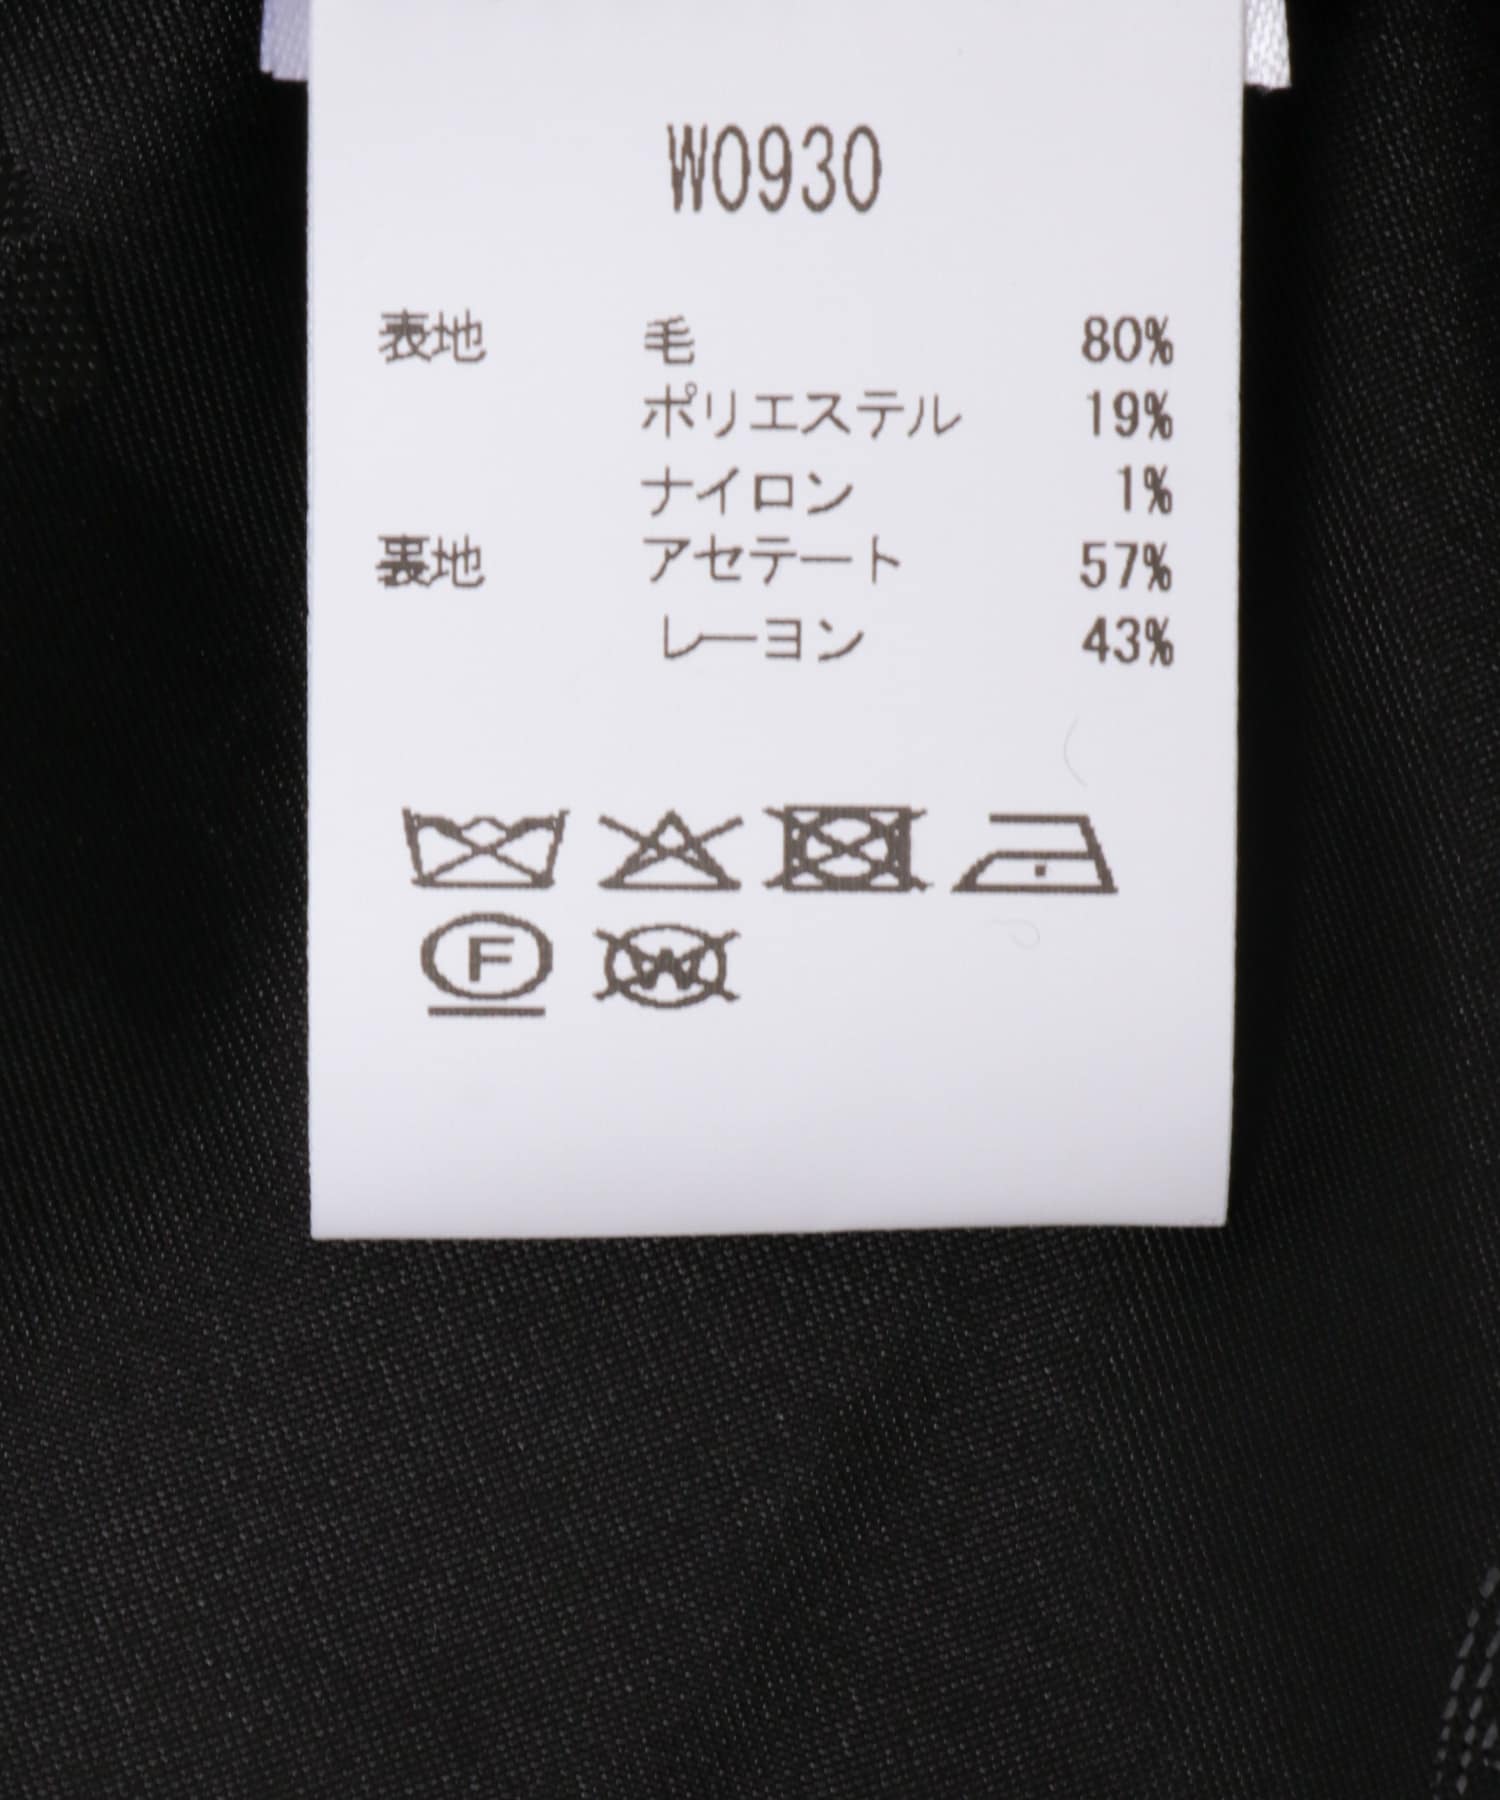 W0930
表地 毛 80%
ポリエステル 19%
ナイロン 1%
裏地 アセテート 57%
レーヨン 43%
F W